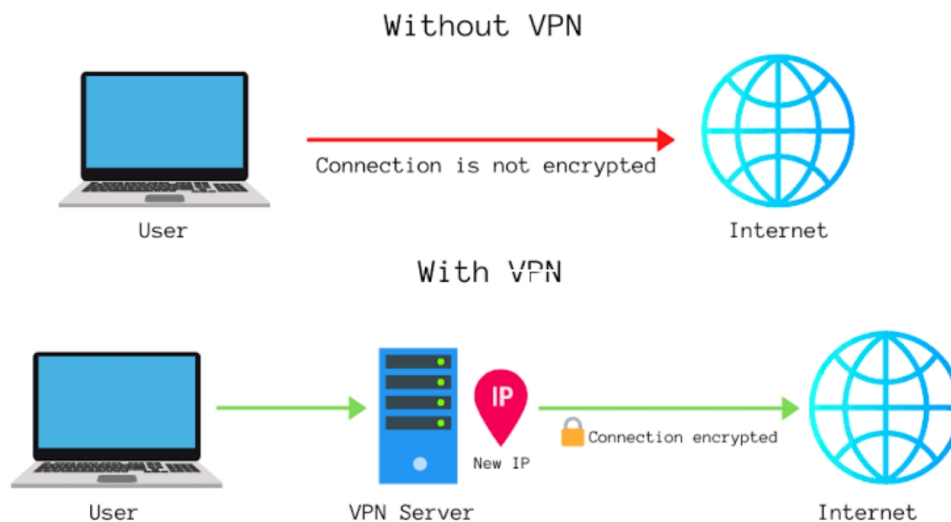 Without VPN
Connection is not encrypted
User
Internet
With VPN
IP
New IP
Connection encrypted
User
VPN Server
Internet